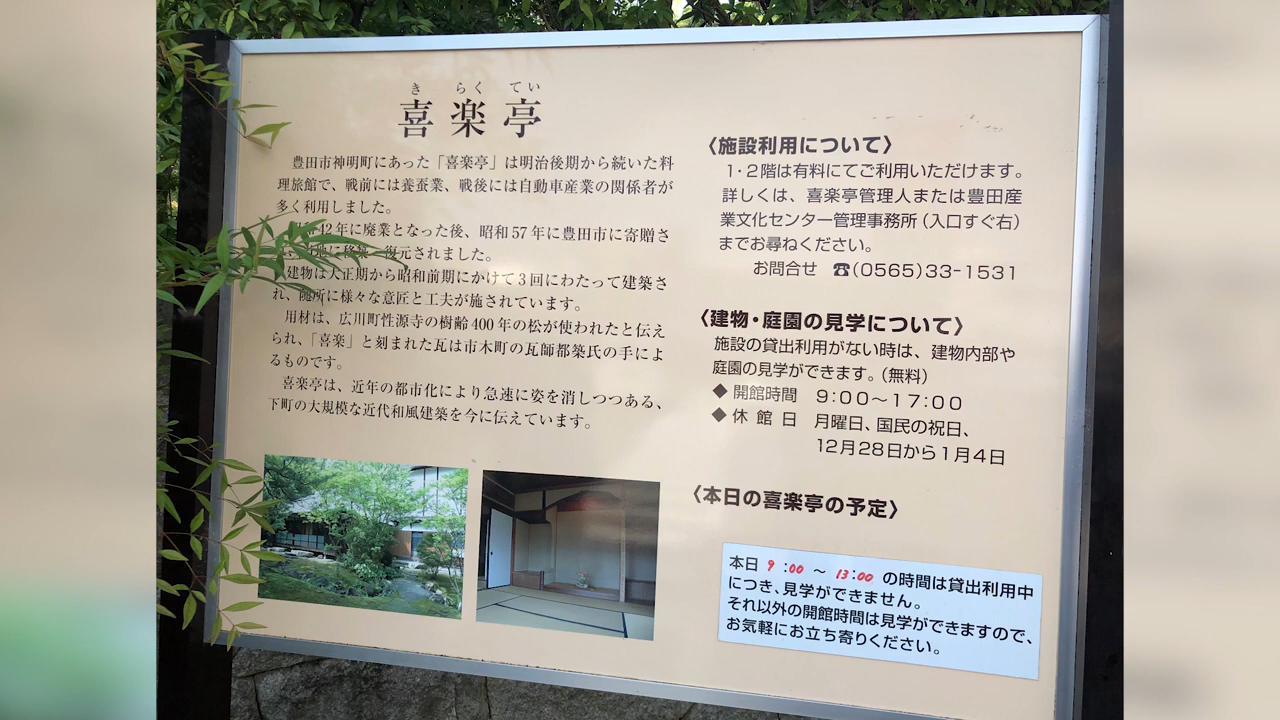 き らく てい
喜楽亭
豊田市神明町にあった「喜楽亭」は明治後期から続いた料
理旅館で、戦前には養蚕業、戦後には自動車産業の関係者が
多く利用しました。
42年に廃業となった後、昭和57年に豊田市に寄贈さ
復元されました。
建物は大正期から昭和前期にかけて3回にわたって建築さ
れ、随所に様々な意匠と工夫が施されています。
用材は、広川町性源寺の樹齢400年の松が使われたと伝え
られ、「喜楽」と刻まれた瓦は市木町の瓦師都築氏の手によ
るものです。
喜楽亭は、近年の都市化により急速に姿を消しつつある、
下町の大規模な近代和風建築を今に伝えています。
〈施設利用について〉
1・2階は有料にてご利用いただけます。
詳しくは、喜楽亭管理人または豊田産
業文化センター管理事務所(入口すぐ右)
までお尋ねください。
お問合せ ☎(0565)33-1531
〈建物・庭園の見学について〉
施設の貸出利用がない時は、建物内部や
庭園の見学ができます。(無料)
◆開館時間 9:00〜17:00
◆休館日 月曜日、国民の祝日、
12月28日から1月4日
〈本日の喜楽亭の予定〉
本日 9:00 〜 13:00 の時間は貸出利用中
につき、見学ができません。
それ以外の開館時間は見学ができますので、
お気軽にお立ち寄りください。